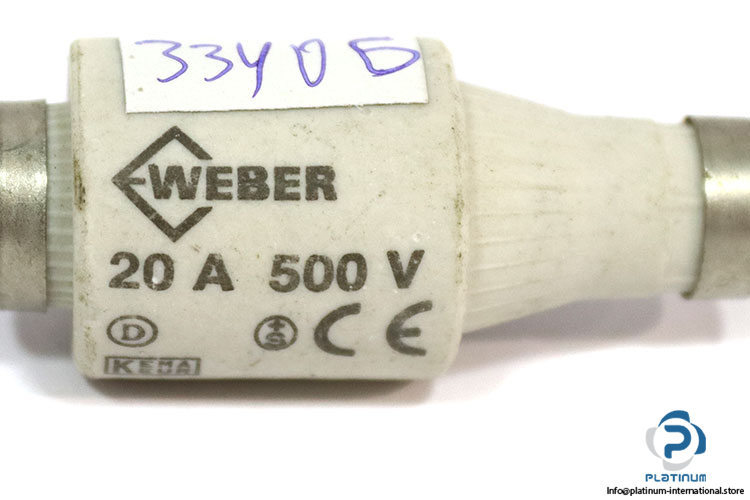 33405
WEBER
20 A 500 V
D
S
CE
KEMA
PLATINUM
Info@platinum-international.store